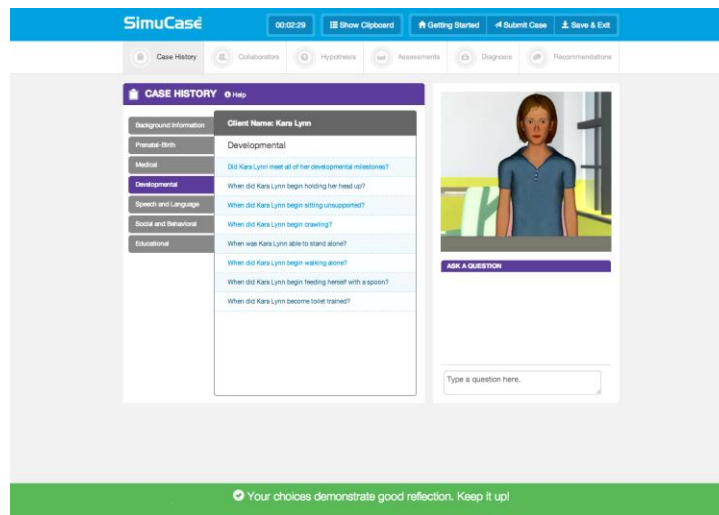 SimuCase
00:02:29
Show Clipboard
Getting Started
Submit Case
Save & Exit
Case History
Collaborators
Hypothesis
Assessments
Diagnosis
Recommendations
CASE HISTORY
Help
Background Information
Prenatal-Birth
Medical
Developmental
Speech and Language
Social and Behavioral
Educational
Client Name: Kara Lynn
Developmental
Did Kara Lynn meet all of her developmental milestones?
When did Kara Lynn begin holding her head up?
When did Kara Lynn begin sitting unsupported?
When did Kara Lynn begin crawling?
When was Kara Lynn able to stand alone?
When did Kara Lynn begin walking alone?
When did Kara Lynn begin feeding herself with a spoon?
When did Kara Lynn become toilet trained?
ASK A QUESTION
Type a question here.
Your choices demonstrate good reflection. Keep it up!